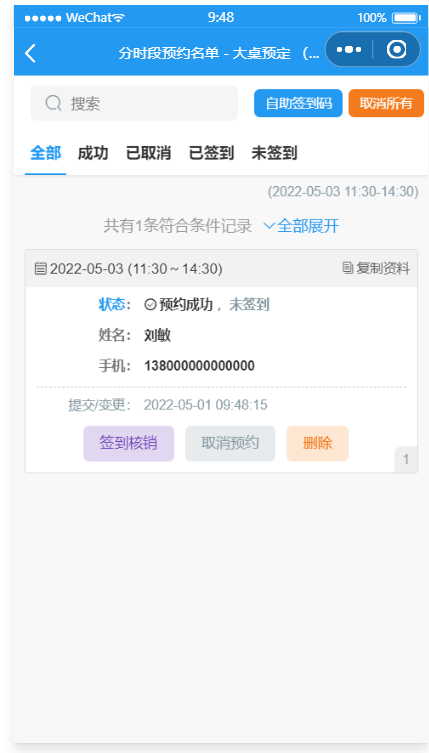 WeChat 9:48 100%
分时段预约名单 - 大桌预定 （...
搜索 自助签到码 取消所有
全部 成功 已取消 已签到 未签到
(2022-05-03 11:30-14:30)
共有1条符合条件记录 全部展开
2022-05-03 (11:30～14:30) 复制资料
状态： 预约成功，未签到
姓名： 刘敏
手机： 138000000000000
提交/变更： 2022-05-01 09:48:15
签到核销 取消预约 删除
1